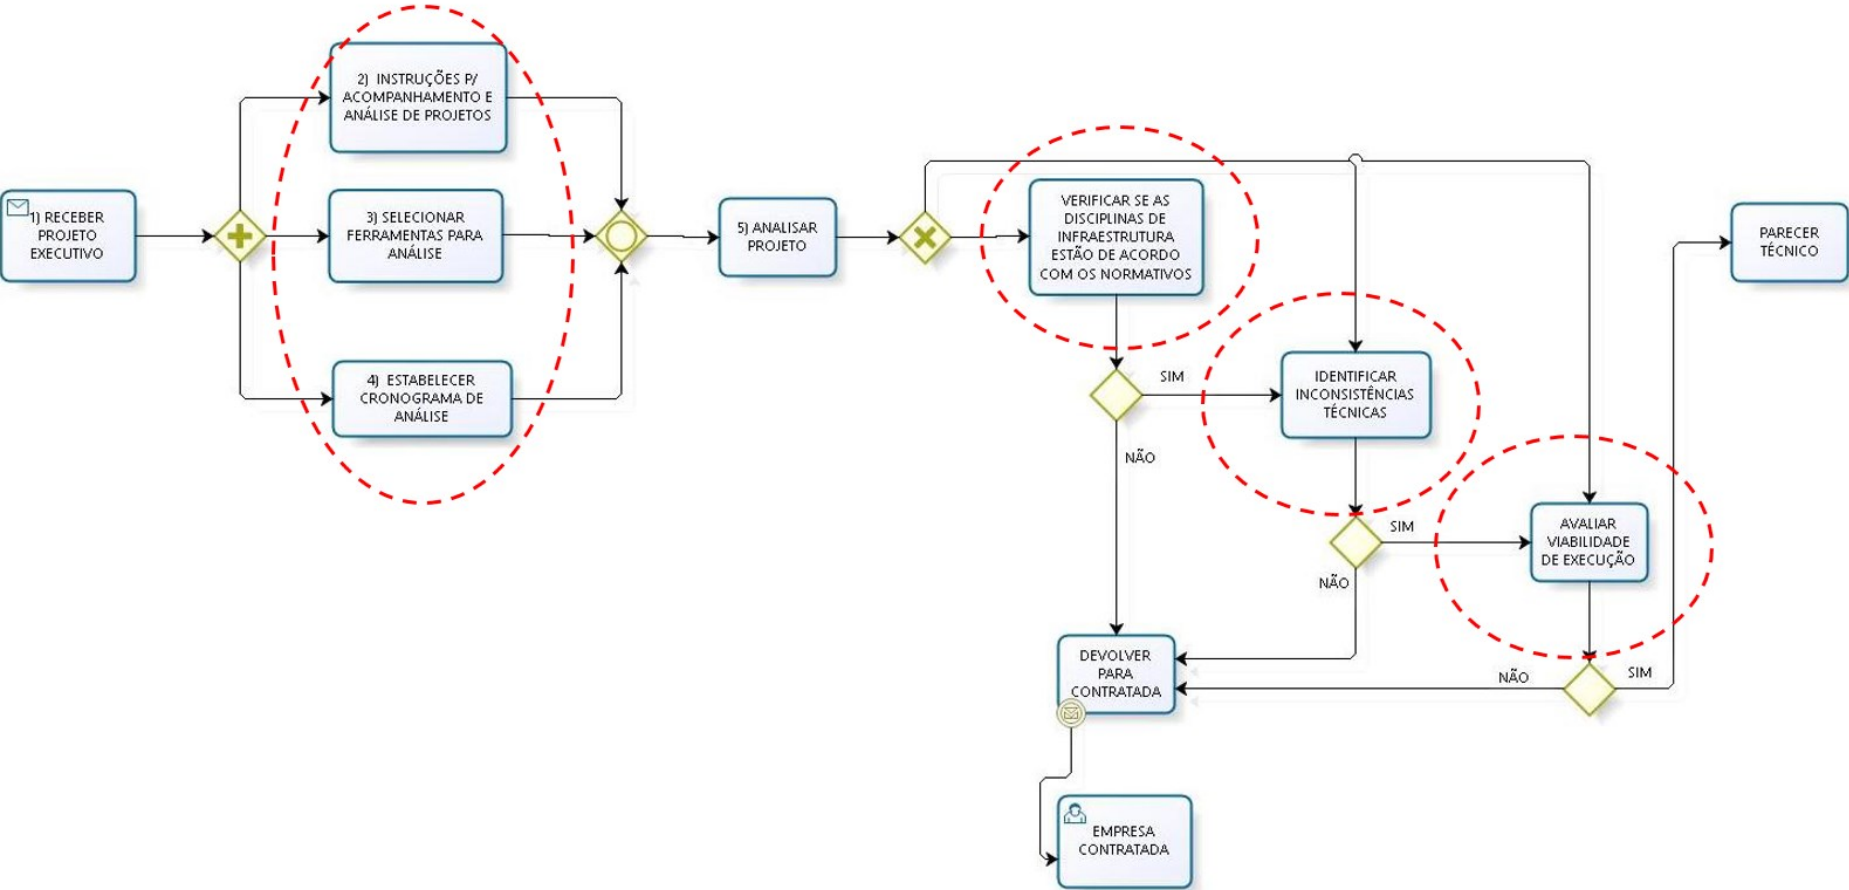 1) RECEBER
PROJETO
EXECUTIVO
2) INSTRUÇÕES P/
ACOMPANHAMENTO E
ANÁLISE DE PROJETOS
3) SELECIONAR
FERRAMENTAS PARA
ANÁLISE
4) ESTABELECER
CRONOGRAMA DE
ANÁLISE
5) ANALISAR
PROJETO
VERIFICAR SE AS
DISCIPLINAS DE
INFRAESTRUTURA
ESTÃO DE ACORDO
COM OS NORMATIVOS
SIM
NÃO
IDENTIFICAR
INCONSISTÊNCIAS
TÉCNICAS
SIM
NÃO
AVALIAR
VIABILIDADE
DE EXECUÇÃO
NÃO
SIM
PARECER
TÉCNICO
DEVOLVER
PARA
CONTRATADA
EMPRESA
CONTRATADA